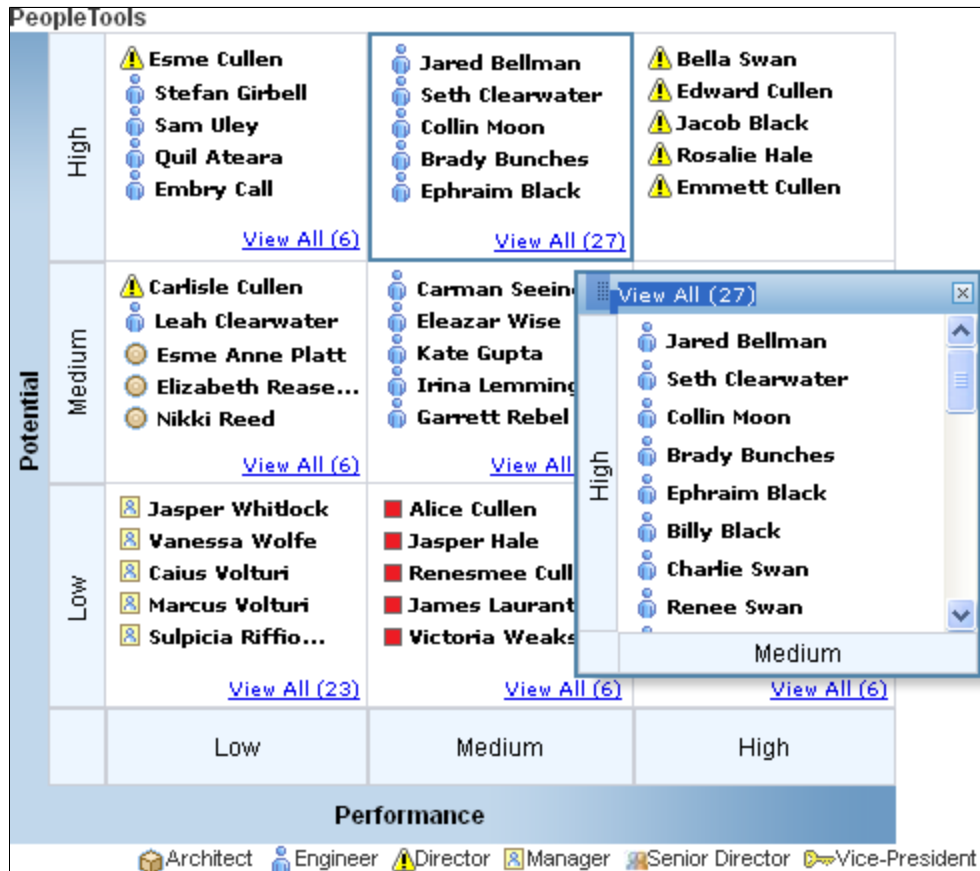 PeopleTools
Potential
High
Esme Cullen
Stefan Girbell
Sam Uley
Quil Ateara
Embry Call
View All (6)
Jared Bellman
Seth Clearwater
Collin Moon
Brady Bunches
Ephraim Black
View All (27)
Bella Swan
Edward Cullen
Jacob Black
Rosalie Hale
Emmett Cullen
Medium
Carlisle Cullen
Leah Clearwater
Esme Anne Platt
Elizabeth Rease...
Nikki Reed
View All (6)
Carman
Eleazar Wise
Kate Gupta
Irina
Garrett Rebel
View All
Low
Jasper Whitlock
Vanessa Wolfe
Caius Volturi
Marcus Volturi
Sulpicia Riffio...
View All (23)
Alice Cullen
Jasper Hale
Renesmee
James
Victoria
View All (6)
View All (6)
View All (27)
High
Jared Bellman
Seth Clearwater
Collin Moon
Brady Bunches
Ephraim Black
Billy Black
Charlie Swan
Renee Swan
Medium
Low
Medium
High
Performance
Architect Engineer Director Manager Senior Director Vice-President